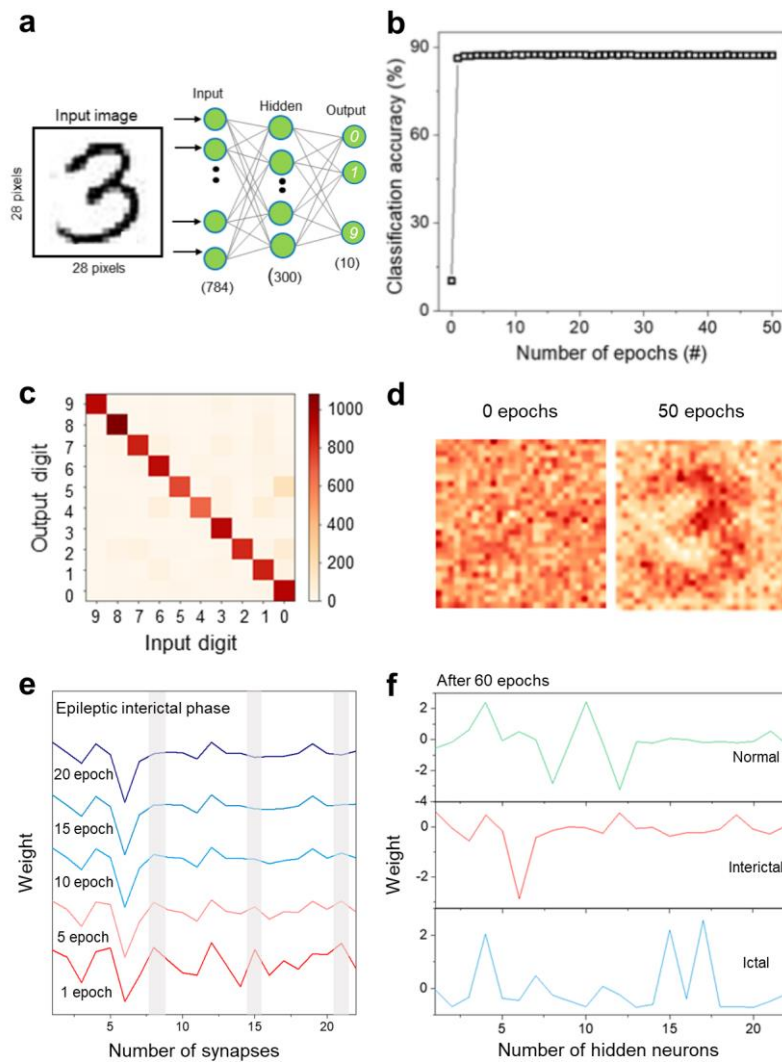 a
Input image
28 pixels
28 pixels
Input
Hidden
Output
0
1
9
(784)
(300)
(10)
b
Classification accuracy (%)
90
60
30
0
0 10 20 30 40 50
Number of epochs (#)
c
Output digit
9
8
7
6
5
4
3
2
1
0
9 8 7 6 5 4 3 2 1 0
Input digit
1000
800
600
400
200
0
d
0 epochs
50 epochs
3
e
Epileptic interictal phase
20 epoch
15 epoch
10 epoch
5 epoch
1 epoch
Weight
5 10 15 20
Number of synapses
f
After 60 epochs
2
0
-2
-4
Normal
0
-2
Interictal
2
0
Ictal
Weight
5 10 15 20
Number of hidden neurons